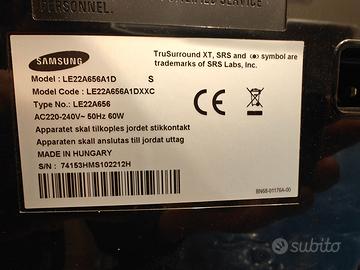 PERSONNEL.
SAMSUNG
TruSurround XT, SRS and (●) symbol are
trademarks of SRS Labs, Inc.
Model : LE22A656A1D S
Model Code : LE22A656A1DXXC
Type No.: LE22A656
AC220-240V~ 50Hz 60W
Apparatet skal tilkoples jordet stikkontakt
Apparaten skall anslutas till jordat uttag
MADE IN HUNGARY
S/N : 74153HMS102212H
BN68-01176A-00
subito